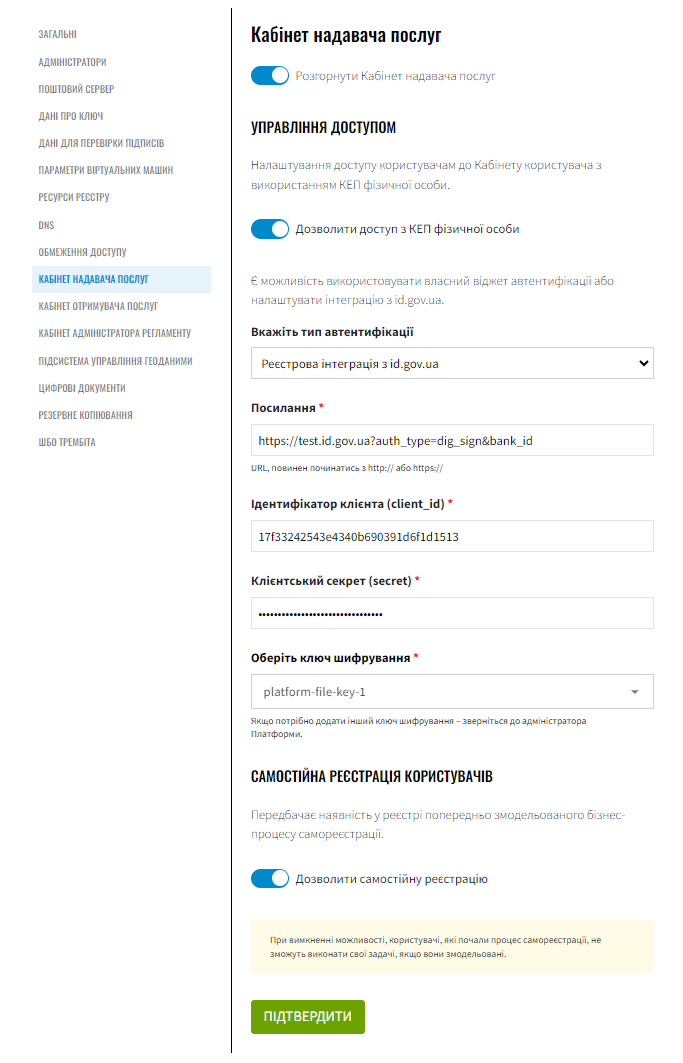 ЗАГАЛЬНІ
АДМІНІСТРАТОРИ
ПОШТОВИЙ СЕРВЕР
ДАНІ ПРО КЛЮЧ
ДАНІ ДЛЯ ПЕРЕВІРКИ ПІДПИСІВ
ПАРАМЕТРИ ВІРТУАЛЬНИХ МАШИН
РЕСУРСИ РЕЄСТРУ
DNS
ОБМЕЖЕННЯ ДОСТУПУ
КАБІНЕТ НАДАВАЧА ПОСЛУГ
КАБІНЕТ ОТРИМУВАЧА ПОСЛУГ
КАБІНЕТ АДМІНІСТРАТОРА РЕГЛАМЕНТУ
ПІДСИСТЕМА УПРАВЛІННЯ ГЕОДАНИМИ
ЦИФРОВІ ДОКУМЕНТИ
РЕЗЕРВНЕ КОПІЮВАННЯ
ШБО ТРЕМБІТА
Кабінет надавача послуг
Розгорнути Кабінет надавача послуг
УПРАВЛІННЯ ДОСТУПОМ
Налаштування доступу користувачам до Кабінету користувача з
використанням КЕП фізичної особи.
Дозволити доступ з КЕП фізичної особи
Є можливість використовувати власний віджет автентифікації або
налаштувати інтеграцію з id.gov.ua.
Вкажіть тип автентифікації
Реєстрова інтеграція з id.gov.ua
Посилання *
https://test.id.gov.ua?auth_type=dig_sign&bank_id
URL, повинен починатись з http:// або https://
Ідентифікатор клієнта (client_id) *
17f33242543e4340b690391d6f1d1513
Клієнтський секрет (secret) *
••••••••••••••••••••••••••••••••
Оберіть ключ шифрування *
platform-file-key-1
Якщо потрібно додати інший ключ шифрування – зверніться до адміністратора
Платформи.
САМОСТІЙНА РЕЄСТРАЦІЯ КОРИСТУВАЧІВ
Передбачає наявність у реєстрі попередньо змодельованого бізнес-
процесу самореєстрації.
Дозволити самостійну реєстрацію
При вимкненні можливості, користувачі, які почали процес самореєстрації, не
зможуть виконати свої задачі, якщо вони змодельовані.
ПІДТВЕРДИТИ